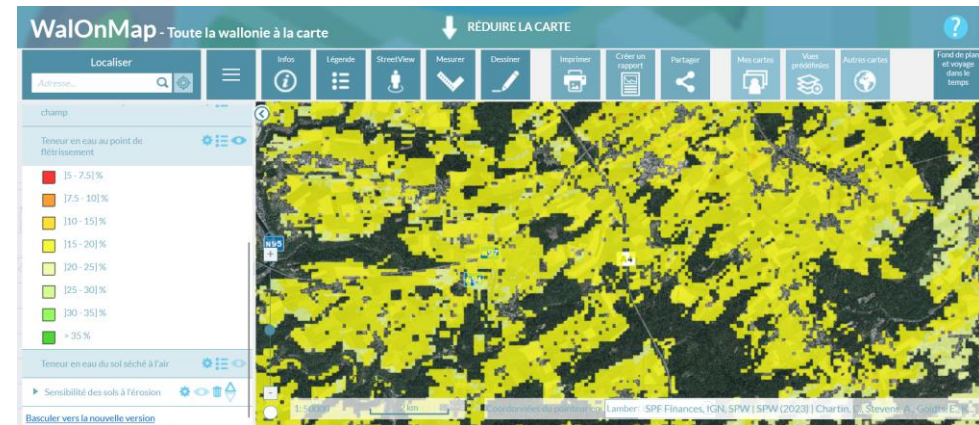 WalOnMap - Toute la wallonie à la carte
RÉDUIRE LA CARTE
?
Localiser
Adresse...
Infos
Légende
StreetView
Mesurer
Dessiner
Imprimer
Créer un rapport
Partager
Mes cartes
Vues prédéfinies
Autres cartes
Fond de plan et voyage dans le temps
champ
Teneur en eau au point de
flétrissement
]5 - 7.5] %
]7.5 - 10] %
]10 - 15] %
]15 - 20] %
]20 - 25] %
]25 - 30] %
]30 - 35] %
> 35 %
Teneur en eau du sol séché à l'air
Sensibilité des sols à l'érosion
Basculer vers la nouvelle version
N95
+
-
1:50000
km
Coordonnées du pointeur
Lambert
SPF Finances, IGN, SPW | SPW (2023) | Chartin, C., Stevens A., Goidts E.,